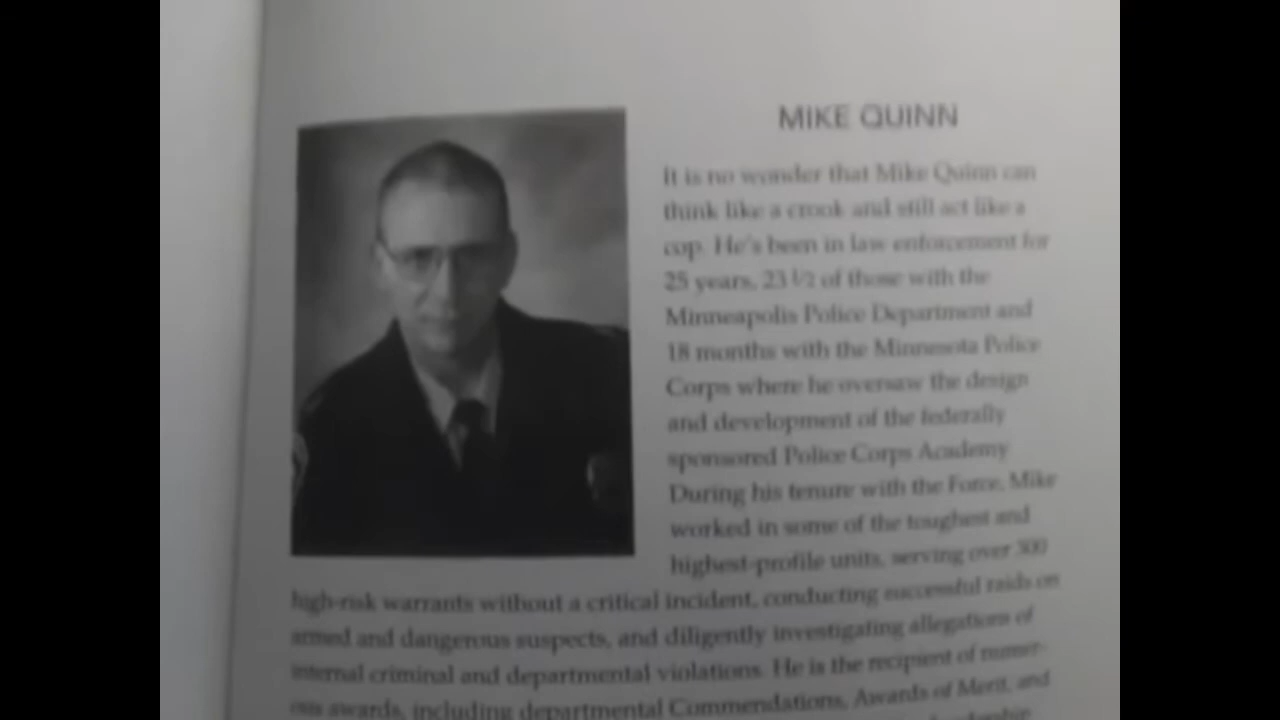 MIKE QUINN
It is no wonder that Mike Quinn can
think like a crook and still act like a
cop. He's been in law enforcement for
25 years, 23 1/2 of those with the
Minneapolis Police Department and
18 months with the Minnesota Police
Corps where he oversaw the design
and development of the federally
sponsored Police Corps Academy
During his tenure with the Force, Mike
worked in some of the toughest and
highest-profile units, serving over 300
high-risk warrants without a critical incident, conducting successful raids on
armed and dangerous suspects, and diligently investigating allegations of
internal criminal and departmental violations. He is the recipient of numer-
ous awards, including departmental Commendations, Awards of Merit, and
leadership